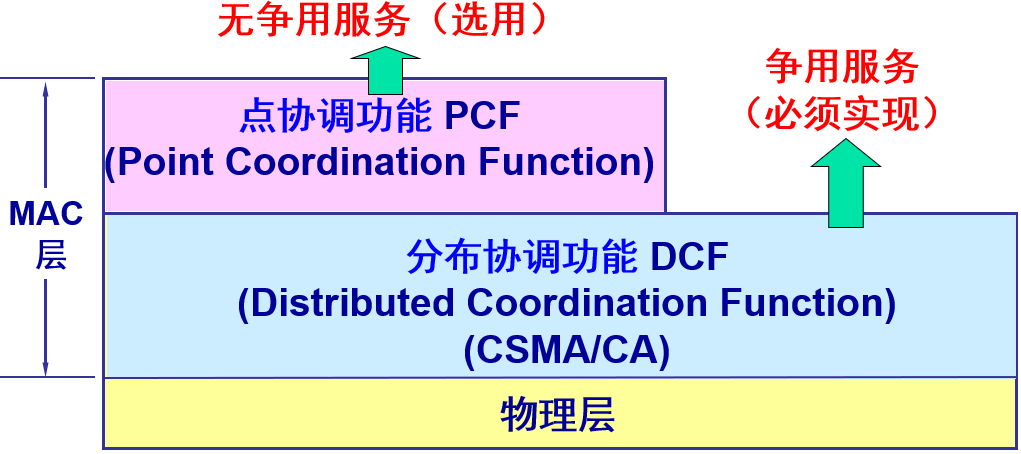 无争用服务（选用）
争用服务
（必须实现）
点协调功能 PCF
(Point Coordination Function)
MAC
层
分布协调功能 DCF
(Distributed Coordination Function)
(CSMA/CA)
物理层